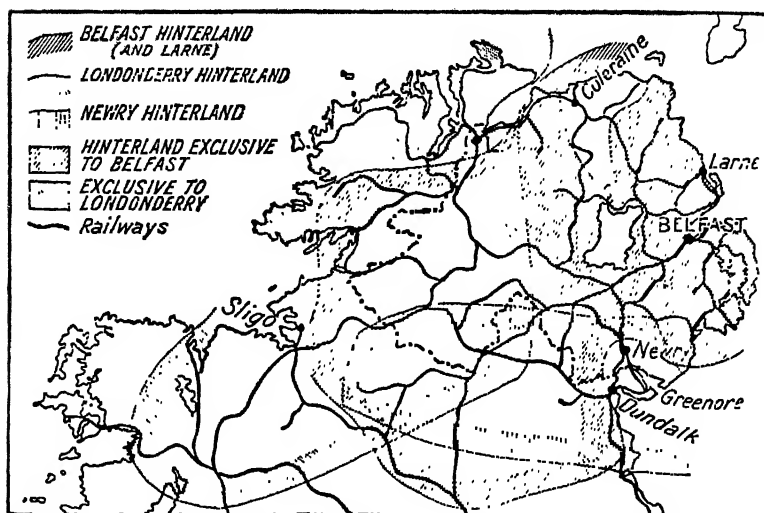 BELFAST HINTERLAND
(AND LARNE)
LONDONDERRY HINTERLAND
NEWRY HINTERLAND
HINTERLAND EXCLUSIVE
TO BELFAST
EXCLUSIVE TO
LONDONDERRY
Railways
Culeraine
Larne
BELFAST
Sligo
Newry
Greenore
Dundalk